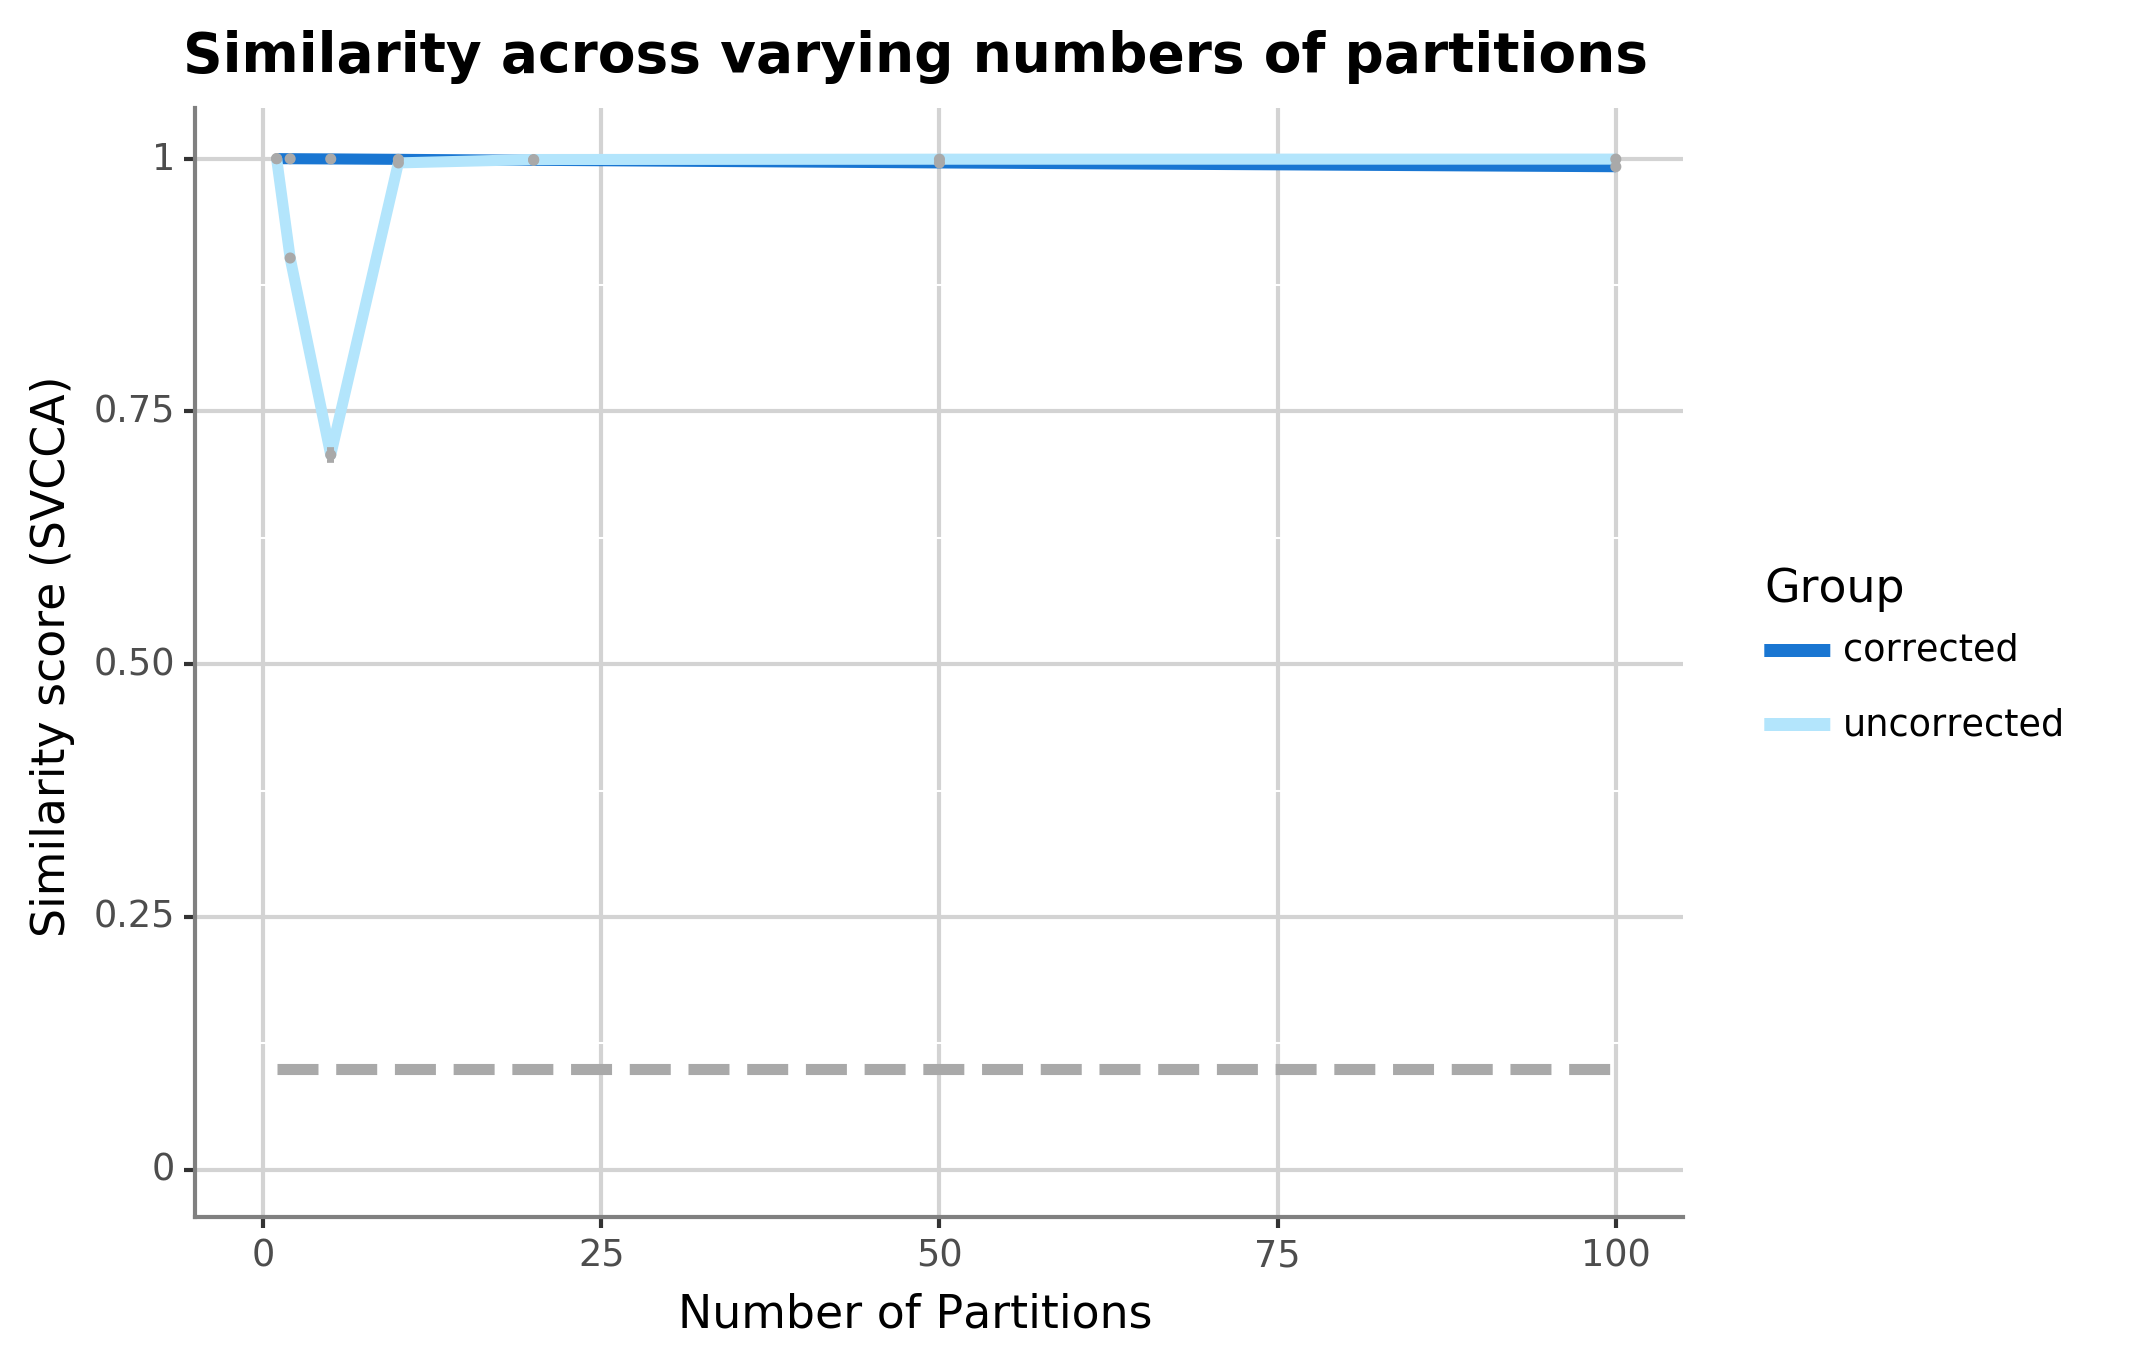 Similarity across varying numbers of partitions
Similarity score (SVCCA)
1
0.75
0.50
0.25
0
0
25
50
75
100
Number of Partitions
Group
corrected
uncorrected